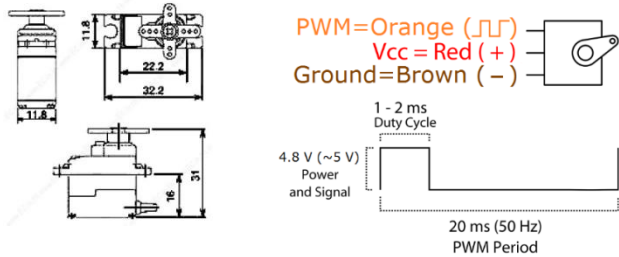 11.8
11.8
22.2
32.2
31
16
PWM=Orange (⎍⎍)
Vcc = Red ( + )
Ground=Brown ( − )
1 - 2 ms
Duty Cycle
4.8 V (~5 V)
Power
and Signal
20 ms (50 Hz)
PWM Period